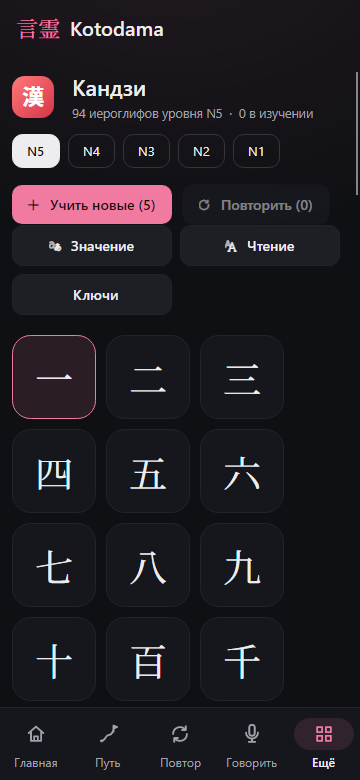 言霊 Kotodama
漢 Кандзи
94 иероглифов уровня N5 · 0 в изучении
N5 N4 N3 N2 N1
+ Учить новые (5) Повторить (0)
Значение Чтение
Ключи
一 二 三
四 五 六
七 八 九
十 百 千
Главная Путь Повтор Говорить Ещё